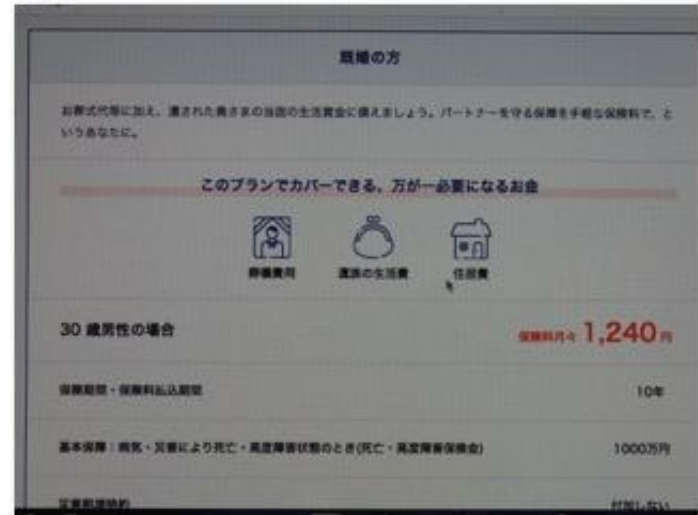 既婚の方
お葬式代等に加え、遺された奥さまの当面の生活資金に備えましょう。パートナーを守る保障を手軽な保険料で、と
いうあなたに。
このプランでカバーできる、万が一必要になるお金
葬儀費用 遺族の生活費 住居費
30 歳男性の場合 保険料月々 1,240 円
保険期間・保険料払込期間 10年
基本保障:病気・災害により死亡・高度障害状態のとき(死亡・高度障害保険金) 1000万円
災害割増特約 付加しない